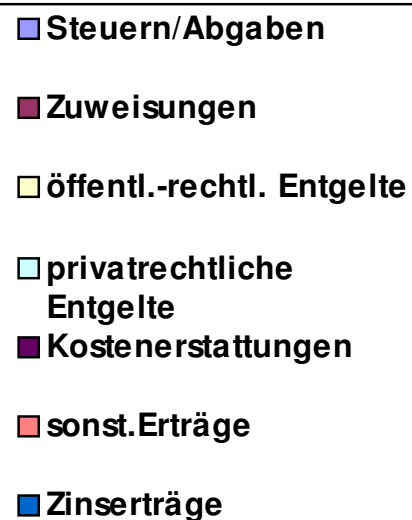 Steuern/Abgaben
Zuweisungen
öffentl.-rechtl. Entgelte
privatrechtliche
Entgelte
Kostenerstattungen
sonst.Erträge
Zinserträge